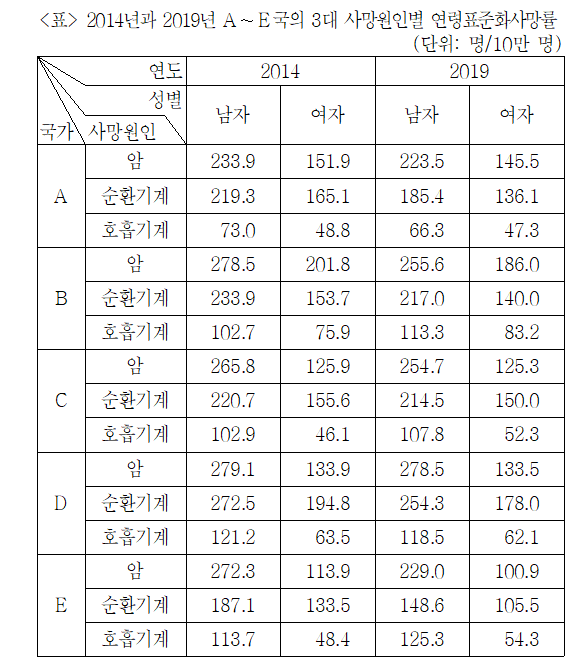 <표> 2014년과 2019년 A∼E국의 3대 사망원인별 연령표준화사망률
(단위: 명/10만 명)
연도 2014 2019
성별 남자 여자 남자 여자
국가 사망원인
A 암 233.9 151.9 223.5 145.5
순환기계 219.3 165.1 185.4 136.1
호흡기계 73.0 48.8 66.3 47.3
B 암 278.5 201.8 255.6 186.0
순환기계 233.9 153.7 217.0 140.0
호흡기계 102.7 75.9 113.3 83.2
C 암 265.8 125.9 254.7 125.3
순환기계 220.7 155.6 214.5 150.0
호흡기계 102.9 46.1 107.8 52.3
D 암 279.1 133.9 278.5 133.5
순환기계 272.5 194.8 254.3 178.0
호흡기계 121.2 63.5 118.5 62.1
E 암 272.3 113.9 229.0 100.9
순환기계 187.1 133.5 148.6 105.5
호흡기계 113.7 48.4 125.3 54.3